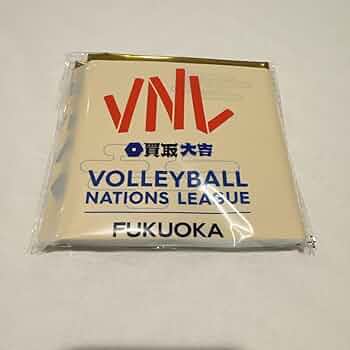 VNL
買取大吉
VOLLEYBALL
NATIONS LEAGUE
FUKUOKA